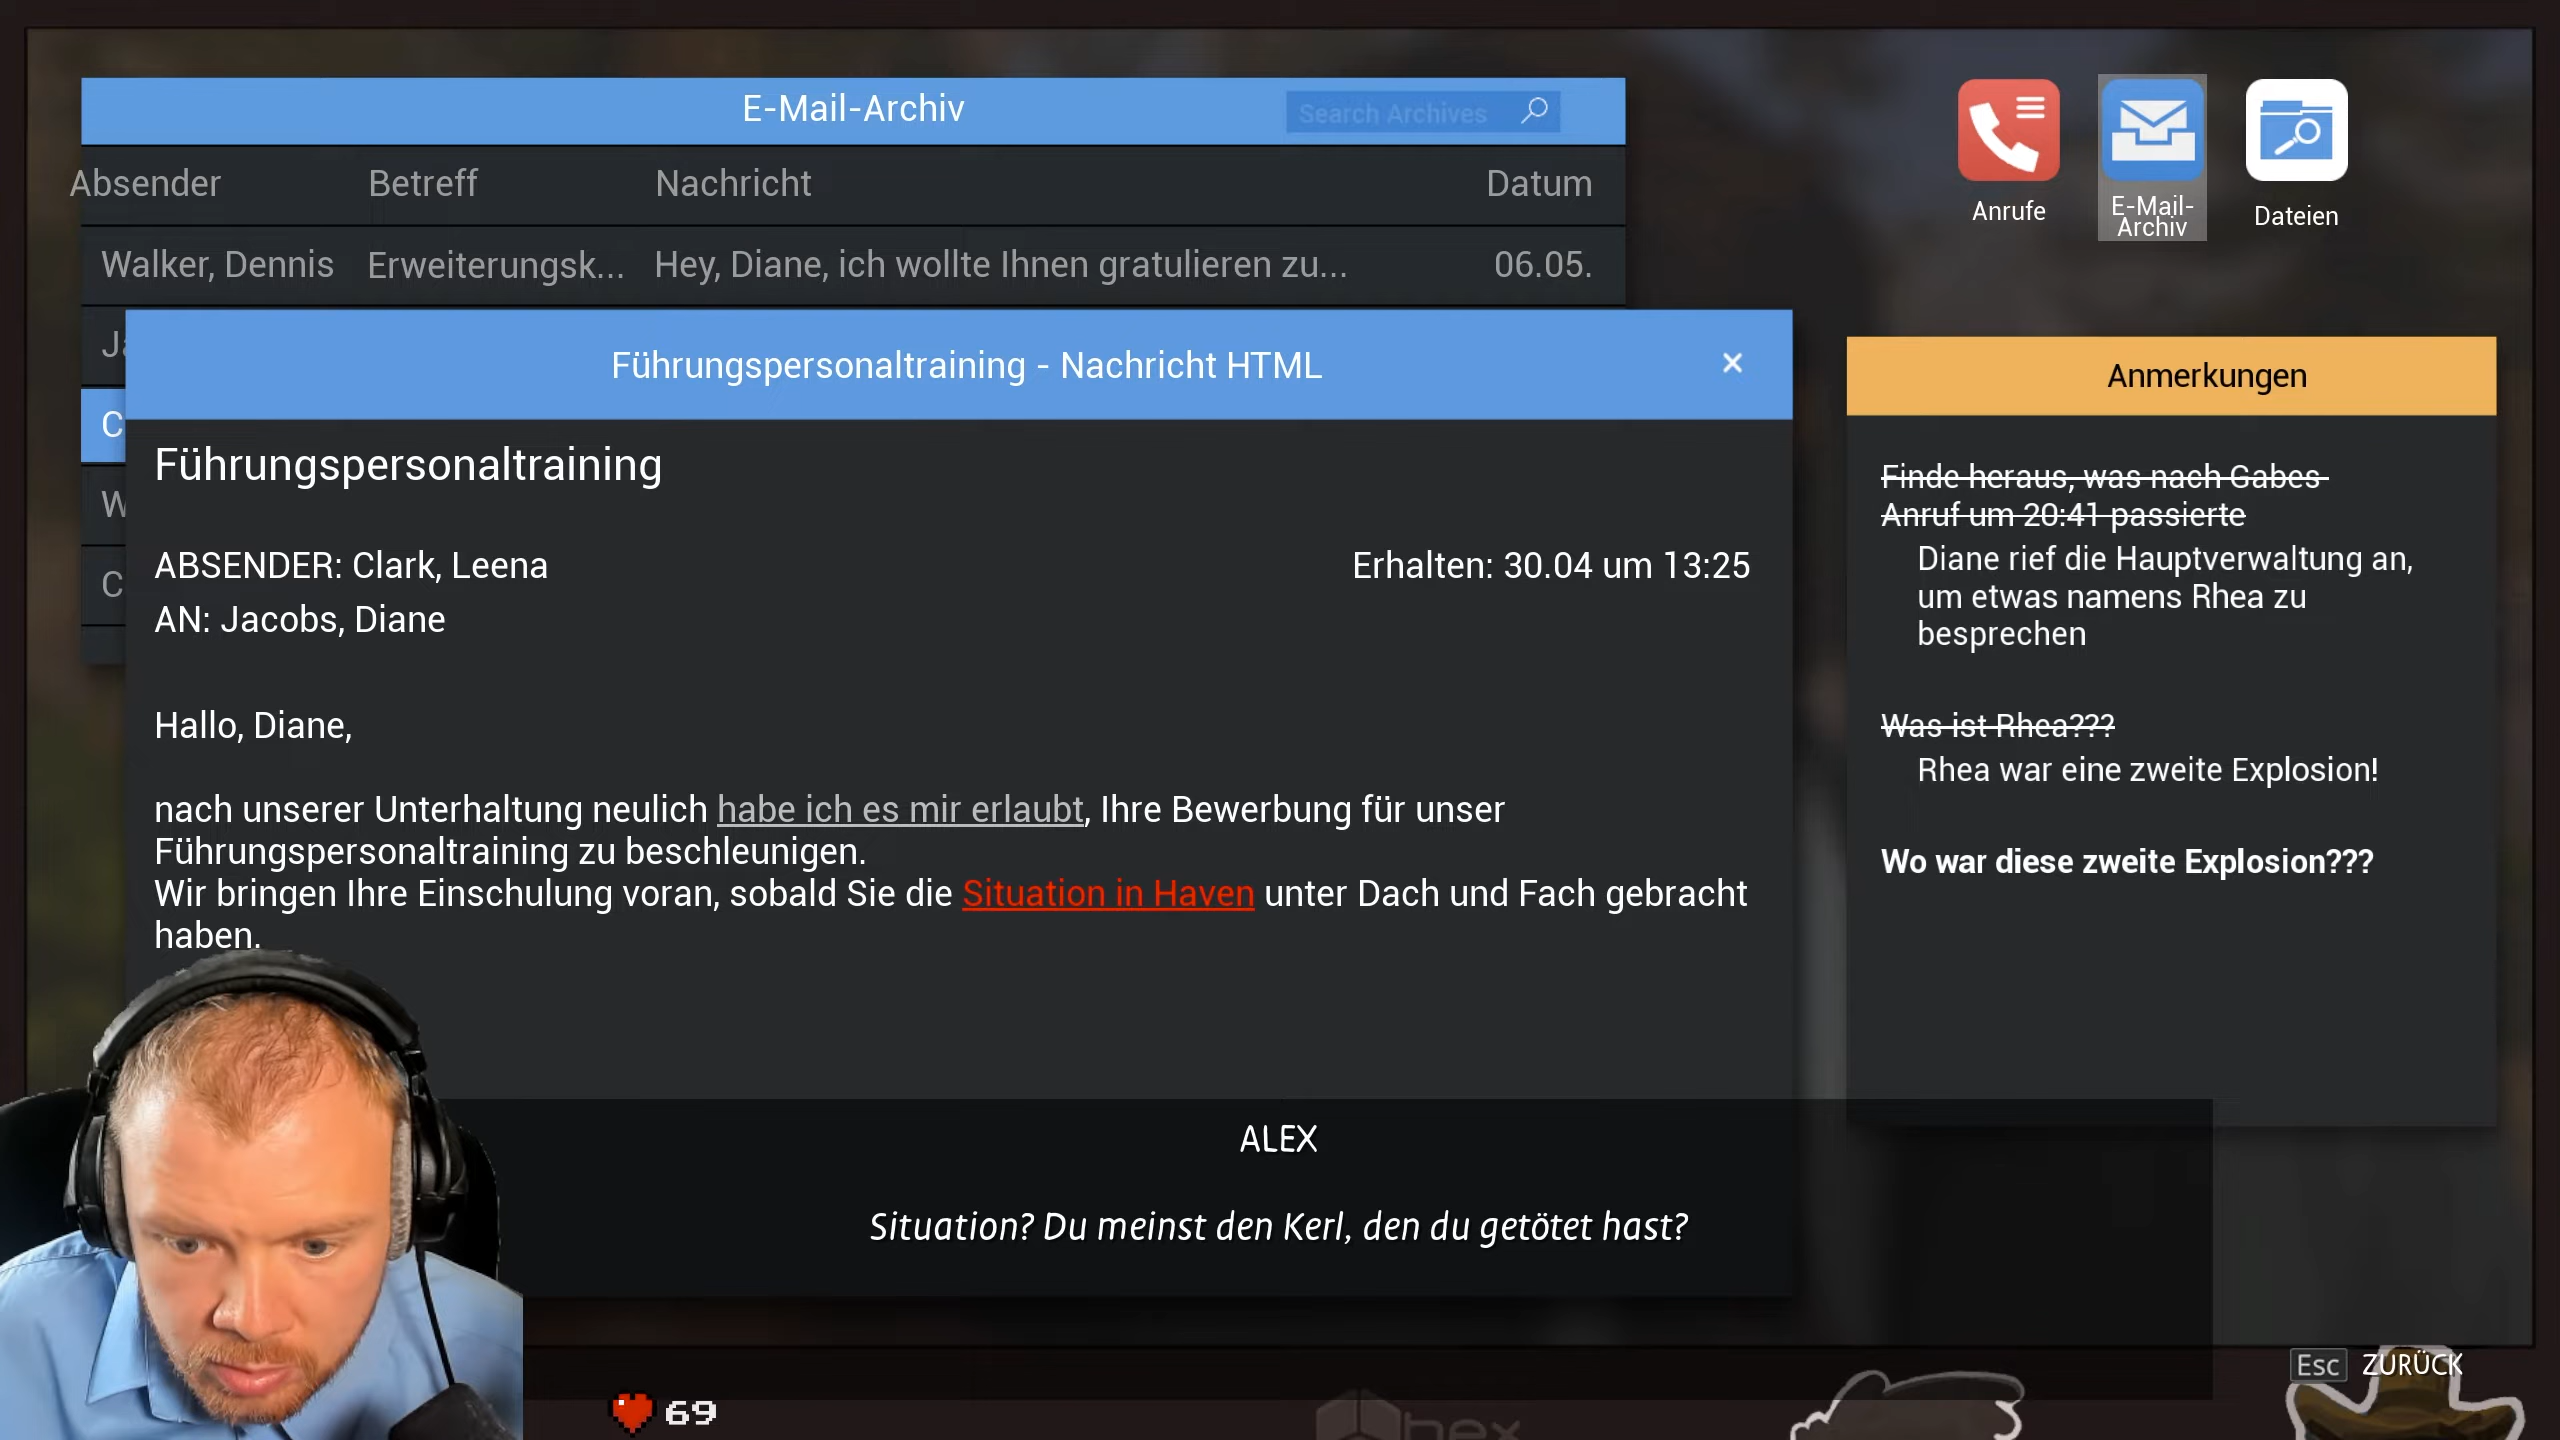 E-Mail-Archiv
Search Archives
Absender Betreff Nachricht Datum
Walker, Dennis Erweiterungsk... Hey, Diane, ich wollte Ihnen gratulieren zu... 06.05.
Führungspersonaltraining - Nachricht HTML
Führungspersonaltraining
ABSENDER: Clark, Leena
Erhalten: 30.04 um 13:25
AN: Jacobs, Diane
Hallo, Diane,
nach unserer Unterhaltung neulich habe ich es mir erlaubt, Ihre Bewerbung für unser
Führungspersonaltraining zu beschleunigen.
Wir bringen Ihre Einschulung voran, sobald Sie die Situation in Haven unter Dach und Fach gebracht
haben.
Anrufe
E-Mail-
Archiv
Dateien
Anmerkungen
Finde heraus, was nach Gabes
Anruf um 20:41 passierte
Diane rief die Hauptverwaltung an,
um etwas namens Rhea zu
besprechen
Was ist Rhea???
Rhea war eine zweite Explosion!
Wo war diese zweite Explosion???
ALEX
Situation? Du meinst den Kerl, den du getötet hast?
69
hex
Esc ZURÜCK